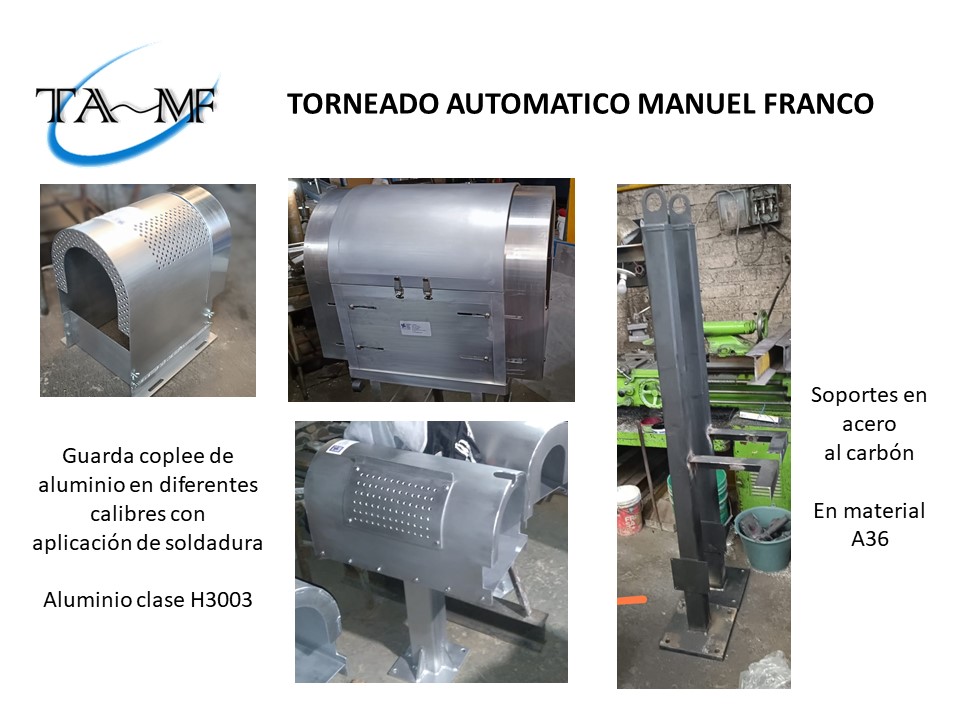 TA~MF
TORNEADO AUTOMATICO MANUEL FRANCO
Guarda coplee de
aluminio en diferentes
calibres con
aplicación de soldadura
Aluminio clase H3003
Soportes en
acero
al carbón
En material
A36